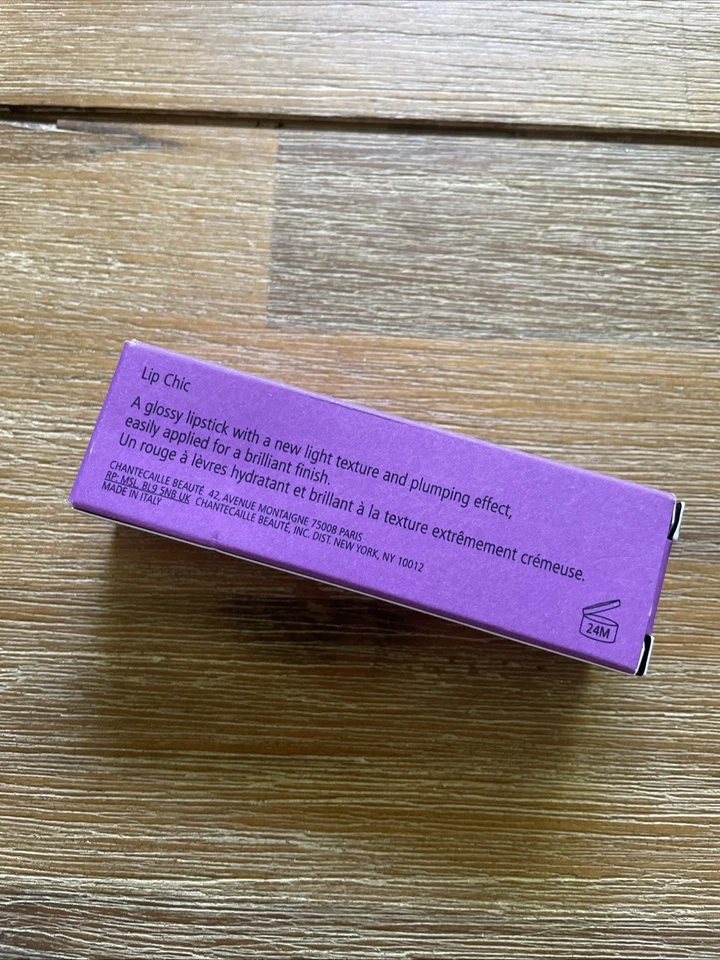 Lip Chic
A glossy lipstick with a new light texture and plumping effect,
easily applied for a brilliant finish.
Un rouge à lèvres hydratant et brillant à la texture extrêmement crémeuse.
CHANTECAILLE BEAUTÉ 42, AVENUE MONTAIGNE 75008 PARIS
RP: MSL, BL9 5NB UK CHANTECAILLE BEAUTÉ, INC. DIST. NEW YORK, NY 10012
MADE IN ITALY
24M